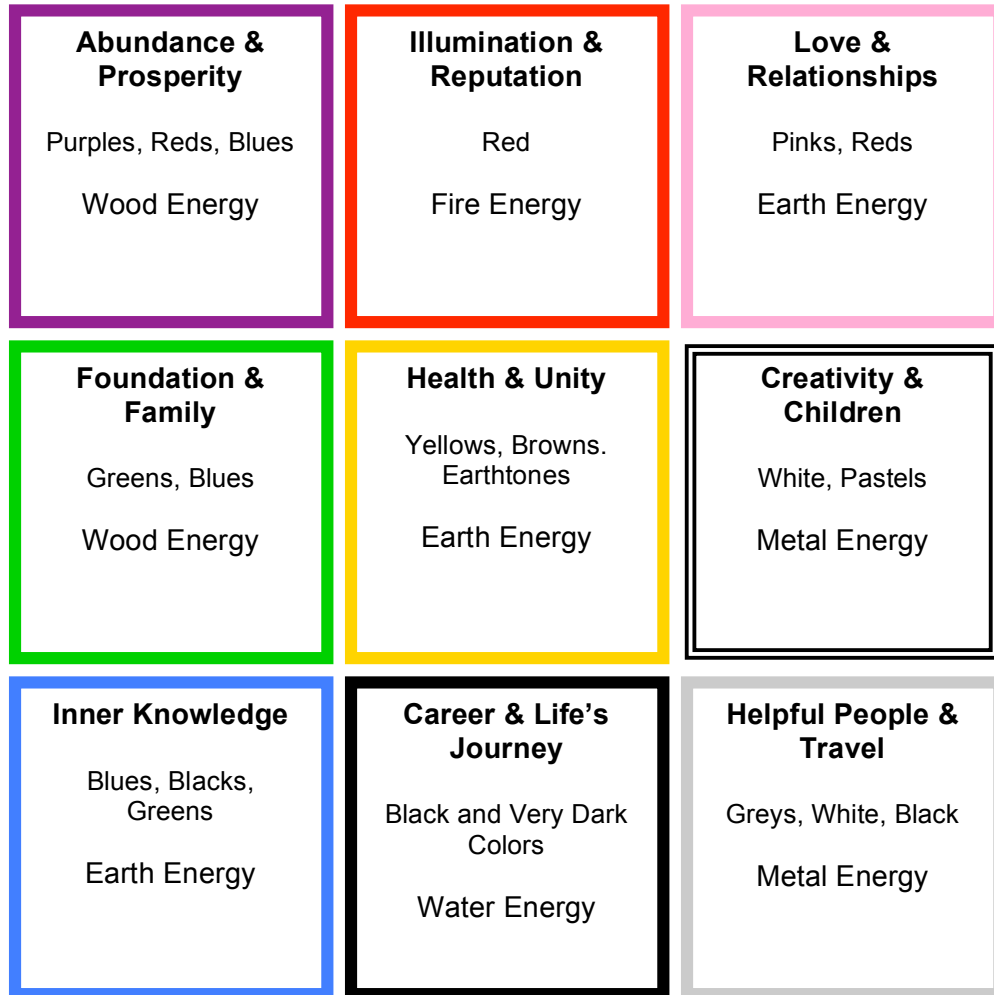 Abundance &
Prosperity
Purples, Reds, Blues
Wood Energy
Illumination &
Reputation
Red
Fire Energy
Love &
Relationships
Pinks, Reds
Earth Energy
Foundation &
Family
Greens, Blues
Wood Energy
Health & Unity
Yellows, Browns.
Earthtones
Earth Energy
Creativity &
Children
White, Pastels
Metal Energy
Inner Knowledge
Blues, Blacks,
Greens
Earth Energy
Career & Life’s
Journey
Black and Very Dark
Colors
Water Energy
Helpful People &
Travel
Greys, White, Black
Metal Energy